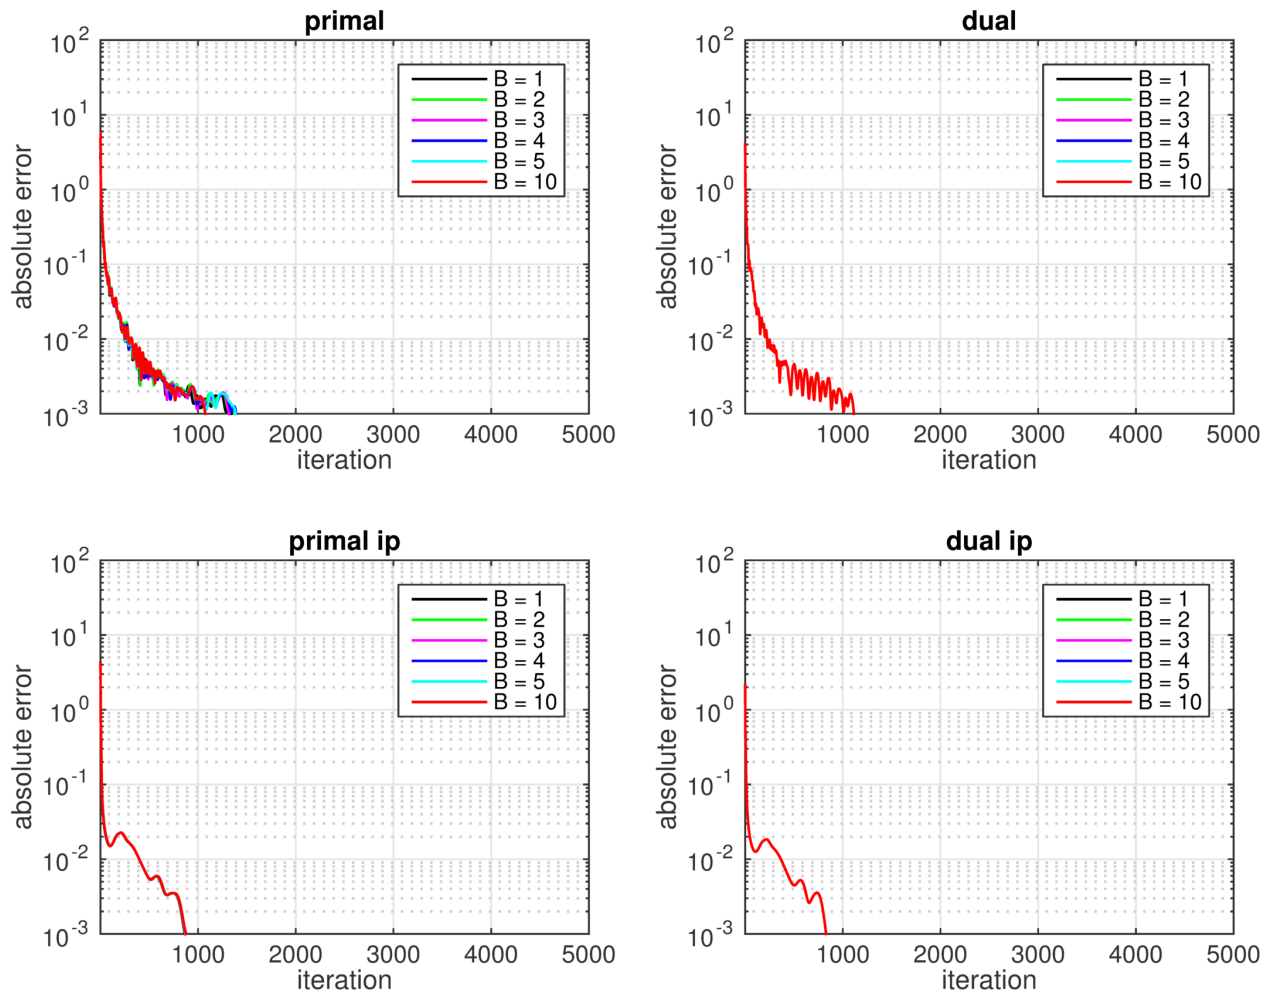 primal
absolute error
10^2
10^1
10^0
10^-1
10^-2
10^-3
B = 1
B = 2
B = 3
B = 4
B = 5
B = 10
1000 2000 3000 4000 5000
iteration
dual
absolute error
10^2
10^1
10^0
10^-1
10^-2
10^-3
B = 1
B = 2
B = 3
B = 4
B = 5
B = 10
1000 2000 3000 4000 5000
iteration
primal ip
absolute error
10^2
10^1
10^0
10^-1
10^-2
10^-3
B = 1
B = 2
B = 3
B = 4
B = 5
B = 10
1000 2000 3000 4000 5000
iteration
dual ip
absolute error
10^2
10^1
10^0
10^-1
10^-2
10^-3
B = 1
B = 2
B = 3
B = 4
B = 5
B = 10
1000 2000 3000 4000 5000
iteration